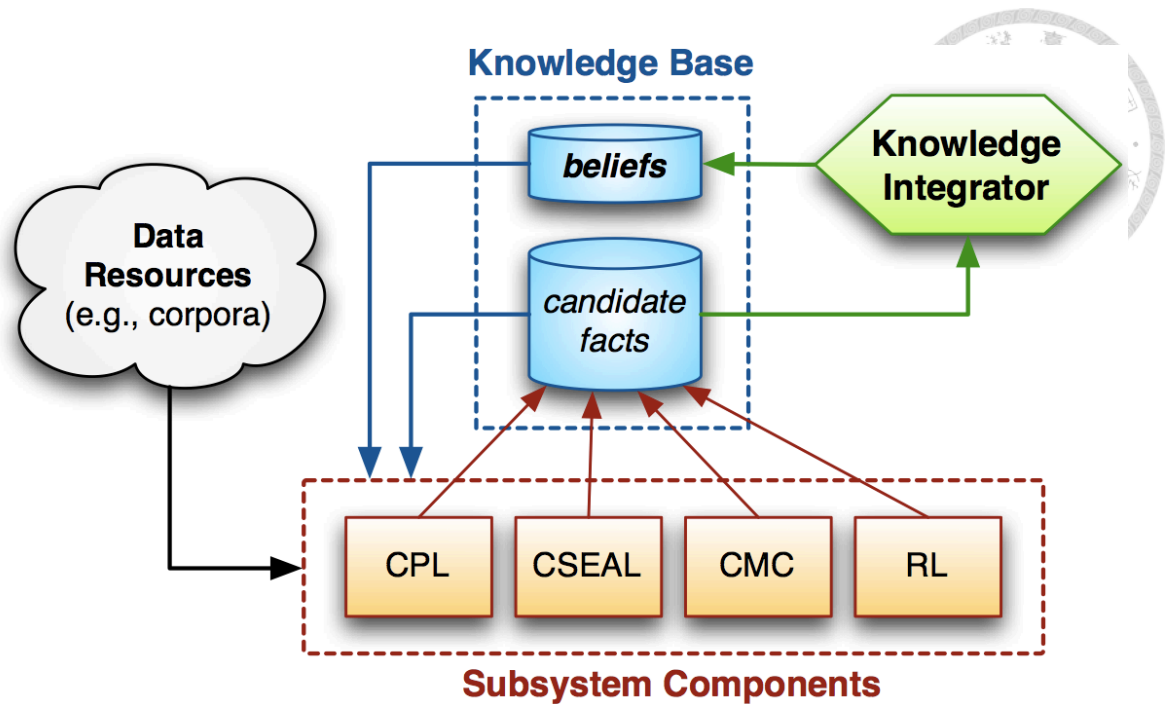 Knowledge Base
beliefs
Knowledge
Integrator
Data
Resources
(e.g., corpora)
candidate
facts
CPL
CSEAL
CMC
RL
Subsystem Components